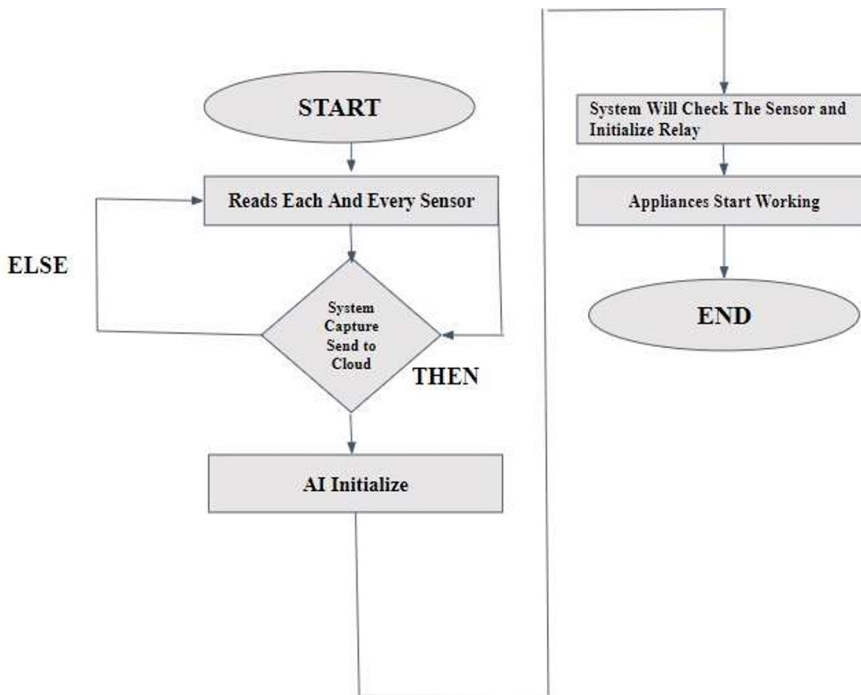 START
Reads Each And Every Sensor
ELSE
System
Capture
Send to
Cloud
THEN
AI Initialize
System Will Check The Sensor and
Initialize Relay
Appliances Start Working
END